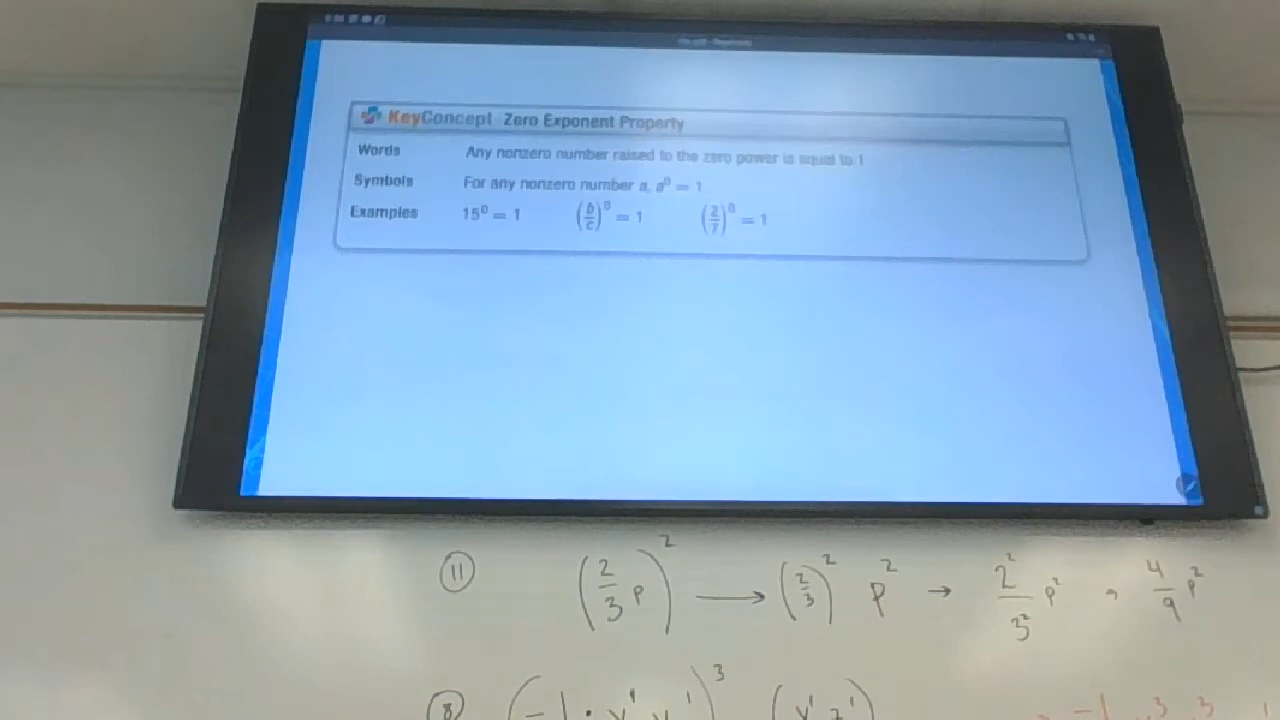 KeyConcept Zero Exponent Property
Words Any nonzero number raised to the zero power is equal to 1
Symbols For any nonzero number a, a⁰ = 1
Examples 15⁰ = 1 (b/c)⁰ = 1 (2/7)⁰ = 1
11 (2/3 p)² → (2/3)² p² → 2²/3² p² , 4/9 p²
8